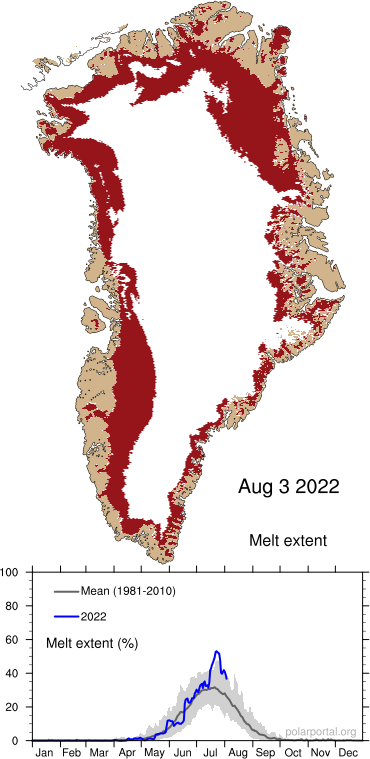 Aug 3 2022
Melt extent
100
Mean (1981-2010)
80
2022
Melt extent (%)
60
40
20
polarportal.org
0
Jan Feb Mar Apr May Jun Jul Aug Sep Oct Nov Dec